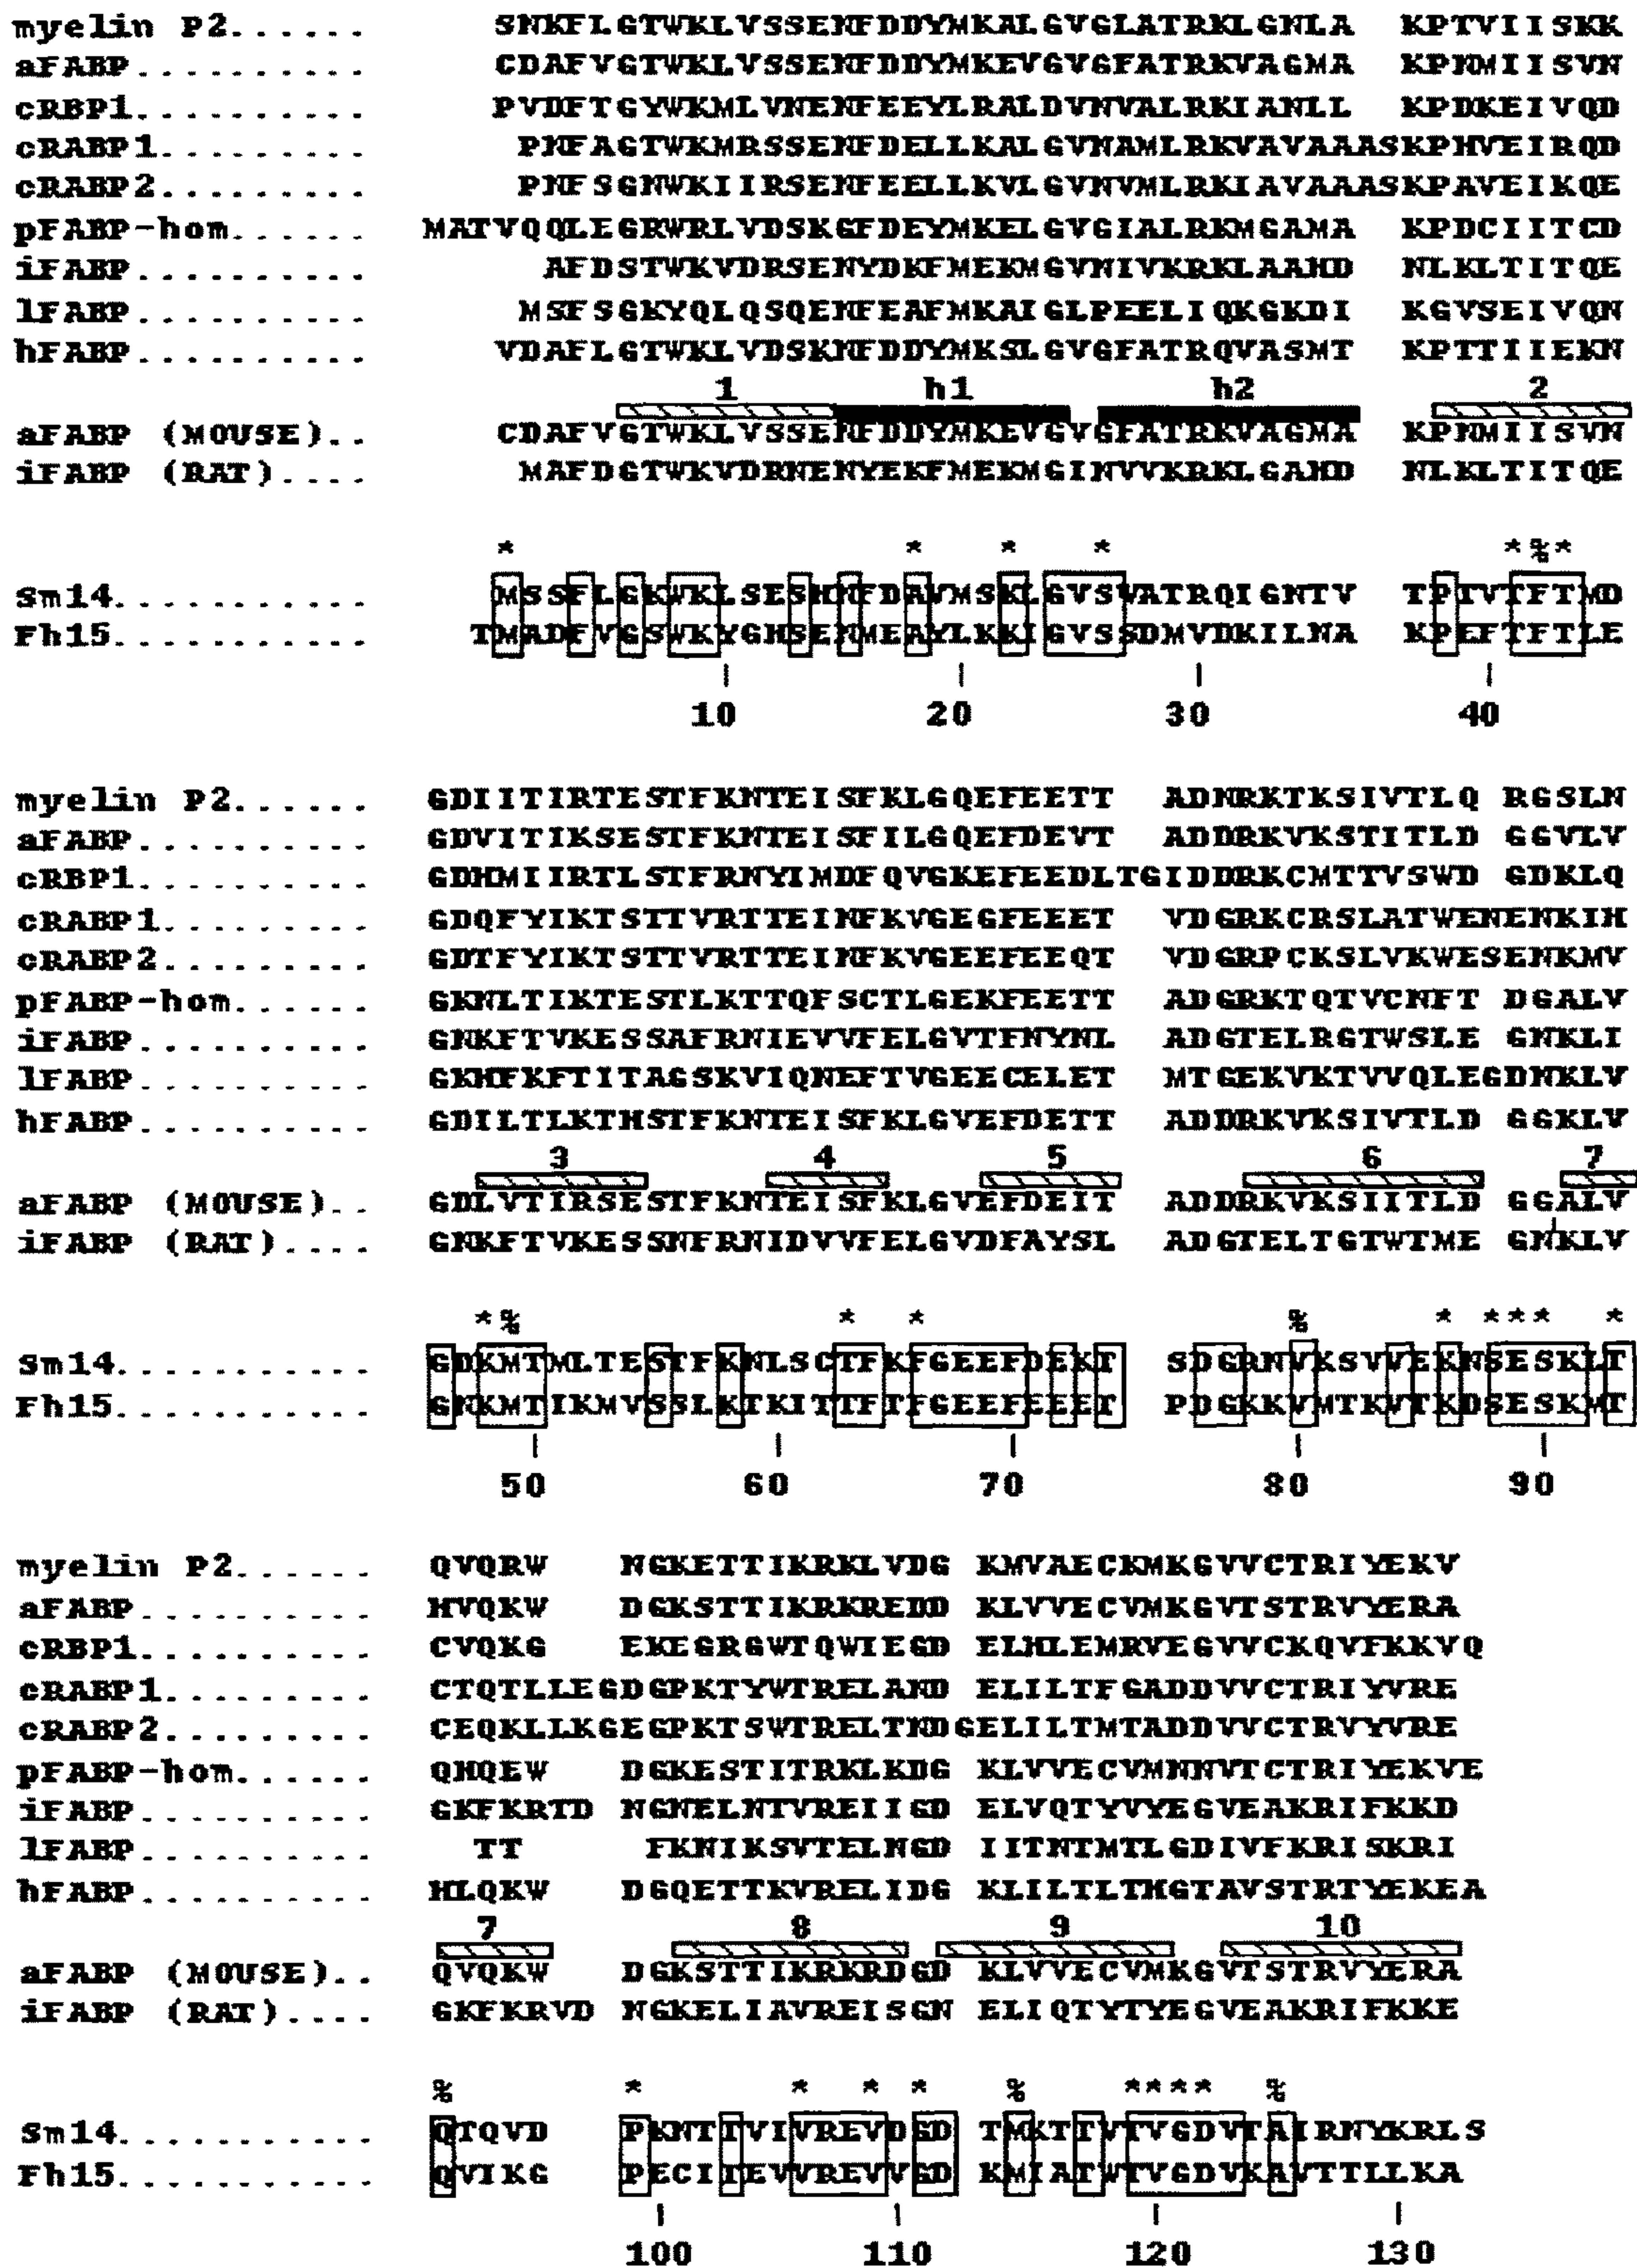 myelin P2...... SNKFLGTWKLVSSENFDDYMKALGVGLATRKLGNLA KPTVIISKK
aFABP.......... CDAFVGTWKLVSSENFDDYMKEVGVGFATRKVAGMA KPNMIISVN
cRBP1.......... PVDFTGYWKMLVNENFEEYLRALDVNVALRKIANLL KPDKEIVQD
cRABP1......... PNFAGTWKMRSSENFDELLKALGVNAMLRKVAVAAASKPHVEIRQD
cRABP2......... PNFSGNWKIIRSENFEELLKVLGVNVMLRKIAVAAASKPAVEIKQE
pFABP-hom...... MATVQQLEGRWRLVDSKGFDEYMKELGVGIALRKMGAMA KPDCIITCD
iFABP.......... AFDSTWKVDRSENYDKFMEKMGVNIVKRKLAAHD NLKLTITQE
lFABP.......... MSFSGKYQLQSQENFEAFMKAIGLPEELIQKGKDI KGVSEIVQN
hFABP.......... VDAFLGTWKLVDSKNFDDYMKSLGVGFATRQVASMT KPTTIIEKN
1 h1 h2 2
aFABP (MOUSE).. CDAFVGTWKLVSSENFDDYMKEVGVGFATRKVAGMA KPNMIISVN
iFABP (RAT).... MAFDGTWKVDRNENYEKFMEKMGINVVKRKLGAHD NLKLTITQE
* * * * *%*
Sm14........... MSSFLGKWKLSESHNFDAVMSKLGVSWATRQIGNTV TPTVTFTMD
Fh15........... TMADFVGSWKYGHSENMEAYLKKIGVSSDMVDKILNA KPEFTFTLE
10 20 30 40
myelin P2...... GDIITIRTESTFKNTEISFKLGQEFEETT ADNRKTKSIVTLQ RGSLN
aFABP.......... GDVITIKSESTFKNTEISFILGQEFDEVT ADDRKVKSTITLD GGVLV
cRBP1.......... GDHMIIRTLSTFRNYIMDFQVGKEFEEDLTGIDDRKCMTTVSWD GDKLQ
cRABP1......... GDQFYIKTSTTVRTTEINFKVGEGFEEET VDGRKCRSLATWENENKIH
cRABP2......... GDTFYIKTSTTVRTTEINFKVGEEFEEQT VDGRPCKSLVKWESENKMV
pFABP-hom...... GKNLTIKTESTLKTTQFSCTLGEKFEETT ADGRKTQTVCNFT DGALV
iFABP.......... GNKFTVKESSAFRNIEVVFELGVTFNYNL ADGTELRGTWSLE GNKLI
lFABP.......... GKHFKFTITAGSKVIQNEFTVGEECELET MTGEKVKTVVQLEGDNKLV
hFABP.......... GDILTLKTHSTFKNTEISFKLGVEFDETT ADDRKVKSIVTLD GGKLV
3 4 5 6 7
aFABP (MOUSE).. GDLVTIRSESTFKNTEISFKLGVEFDEIT ADDRKVKSIITLD GGALV
iFABP (RAT).... GNKFTVKESSNFRNIDVVFELGVDFAYSL ADGTELTGTWTME GNKLV
*% * * % * *** *
Sm14........... GDKMTMLTESTFKNLSCTFKFGEEFDEKT SDGRNVKSVVEKNSESKLT
Fh15........... GNKMTIKMVSSLKTKITTFTFGEEFEEET PDGKKVMTKVTKDSESKMT
50 60 70 80 90
myelin P2...... QVQRW NGKETTIKRKLVDG KMVAECKMKGVVCTRIYEKV
aFABP.......... HVQKW DGKSTTIKRKREDD KLVVECVMKGVTSTRVYERA
cRBP1.......... CVQKG EKEGRGWTQWIEGD ELHLEMRVEGVVCKQVFKKVQ
cRABP1......... CTQTLLEGDGPKTYWTRELAND ELILTFGADDVVCTRIYVRE
cRABP2......... CEQKLLKGEGPKTSWTRELTNDGELILTMTADDVVCTRVYVRE
pFABP-hom...... QHQEW DGKESTITRKLKDG KLVVECVMNNVTCTRIYEKVE
iFABP.......... GKFKRTD NGNELNTVREIIGD ELVQTYVYEGVEAKRIFKKD
lFABP.......... TT FKNIKSVTELNGD IITNTMTLGDIVFKRISKRI
hFABP.......... HLQKW DGQETTKVRELIDG KLILTLTHGTAVSTRTYEKEA
7 8 9 10
aFABP (MOUSE).. QVQKW DGKSTTIKRKRDGD KLVVECVMKGVTSTRVYERA
iFABP (RAT).... GKFKRVD NGKELIAVREISGN ELIQTYTYEGVEAKRIFKKE
% * * * * % **** %
Sm14........... QTQVD PKNTTVIVREVDGD TMKTTVTVGDVTAIRNYKRLS
Fh15........... QVIKG PECITEVVREVVGD KMIATWTVGDVKAVTTLLKA
100 110 120 130